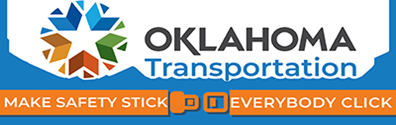 OKLAHOMA
Transportation
MAKE SAFETY STICK EVERYBODY CLICK